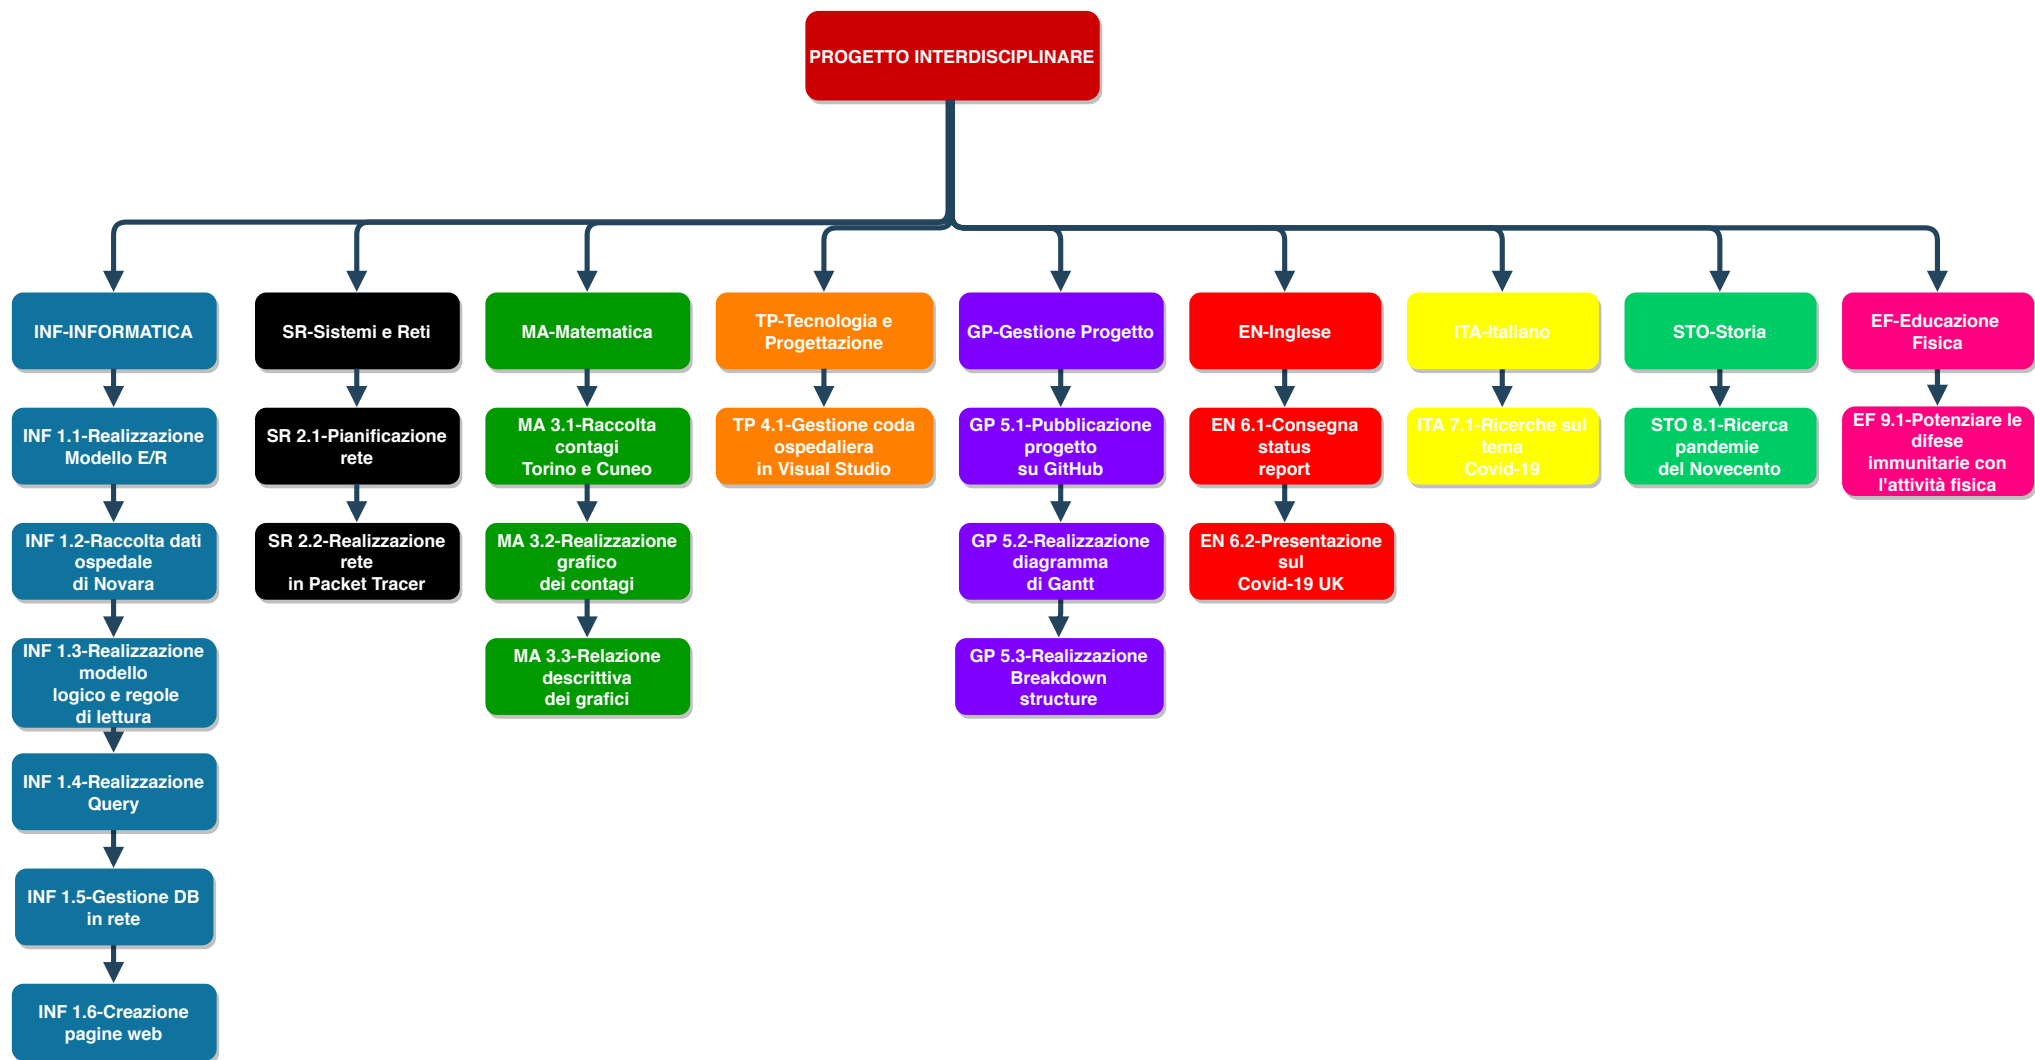 PROGETTO INTERDISCIPLINARE
INF-INFORMATICA
SR-Sistemi e Reti
MA-Matematica
TP-Tecnologia e
Progettazione
GP-Gestione Progetto
EN-Inglese
ITA-Italiano
STO-Storia
EF-Educazione
Fisica
INF 1.1-Realizzazione
Modello E/R
SR 2.1-Pianificazione
rete
MA 3.1-Raccolta
contagi
Torino e Cuneo
TP 4.1-Gestione coda
ospedaliera
in Visual Studio
GP 5.1-Pubblicazione
progetto
su GitHub
EN 6.1-Consegna
status
report
ITA 7.1-Ricerche sul
tema
Covid-19
STO 8.1-Ricerca
pandemie
del Novecento
EF 9.1-Potenziare le
difese
immunitarie con
l'attività fisica
INF 1.2-Raccolta dati
ospedale
di Novara
SR 2.2-Realizzazione
rete
in Packet Tracer
MA 3.2-Realizzazione
grafico
dei contagi
GP 5.2-Realizzazione
diagramma
di Gantt
EN 6.2-Presentazione
sul
Covid-19 UK
INF 1.3-Realizzazione
modello
logico e regole
di lettura
MA 3.3-Relazione
descrittiva
dei grafici
GP 5.3-Realizzazione
Breakdown
structure
INF 1.4-Realizzazione
Query
INF 1.5-Gestione DB
in rete
INF 1.6-Creazione
pagine web